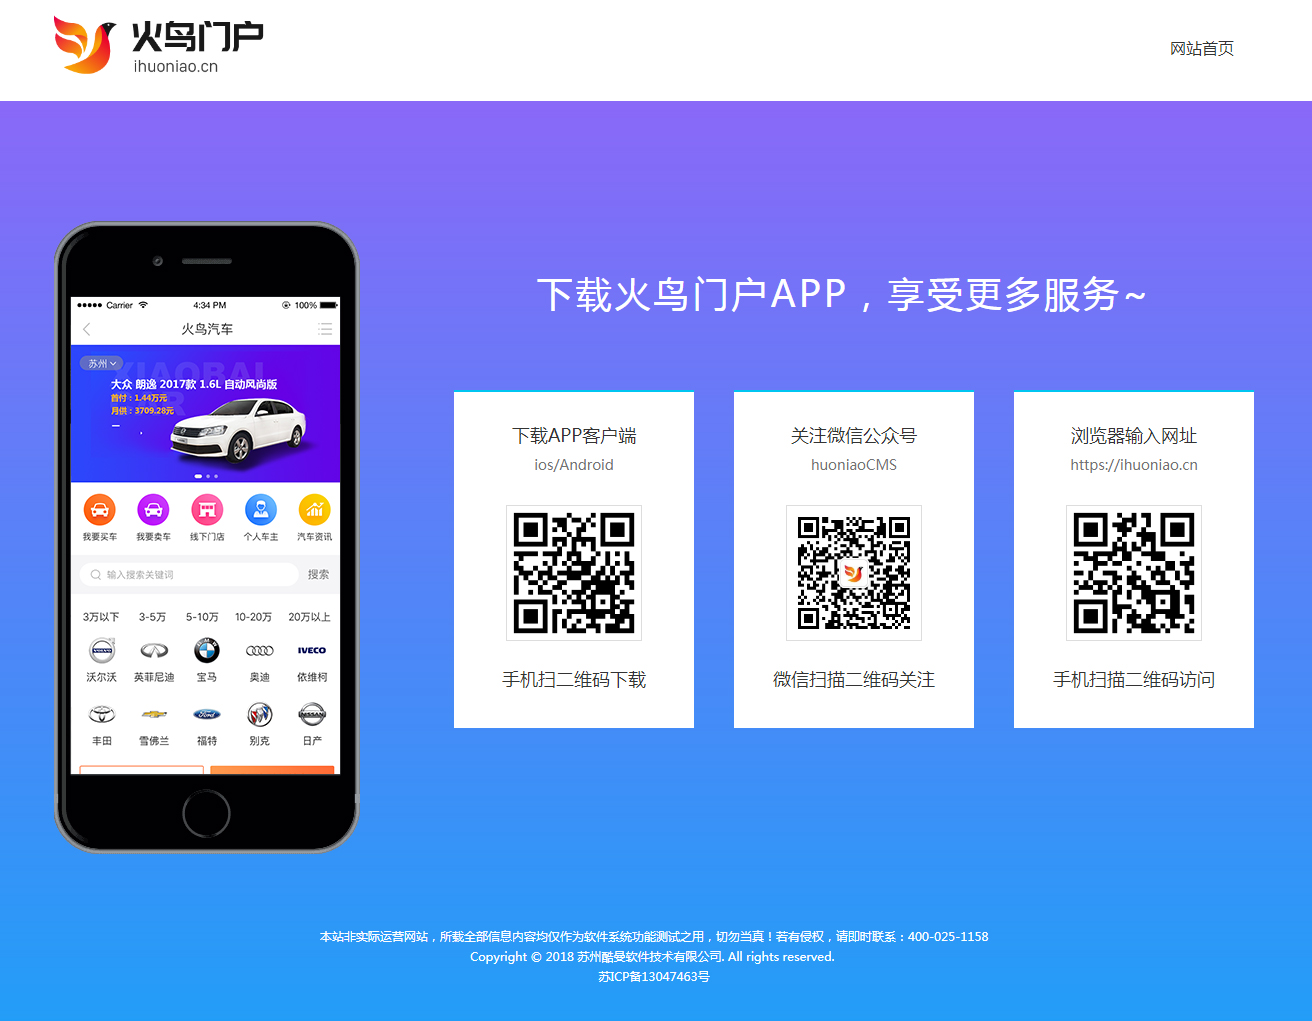 火鸟门户
ihuoniao.cn
网站首页
Carrier
4:34 PM
100%
火鸟汽车
苏州
XIAOBAI
大众 朗逸 2017款 1.6L 自动风尚版
首付：1.44万元
月供：3709.28元
我要买车 我要卖车 线下门店 个人车主 汽车资讯
输入搜索关键词 搜索
3万以下 3-5万 5-10万 10-20万 20万以上
VOLVO
IVECO
沃尔沃 英菲尼迪 宝马 奥迪 依维柯
Ford
NISSAN
丰田 雪佛兰 福特 别克 日产
下载火鸟门户APP，享受更多服务~
下载APP客户端
ios/Android
手机扫二维码下载
关注微信公众号
huoniaoCMS
微信扫描二维码关注
浏览器输入网址
https://ihuoniao.cn
手机扫描二维码访问
本站非实际运营网站，所载全部信息内容均仅作为软件系统功能测试之用，切勿当真！若有侵权，请即时联系：400-025-1158
Copyright © 2018 苏州酷曼软件技术有限公司. All rights reserved.
苏ICP备13047463号